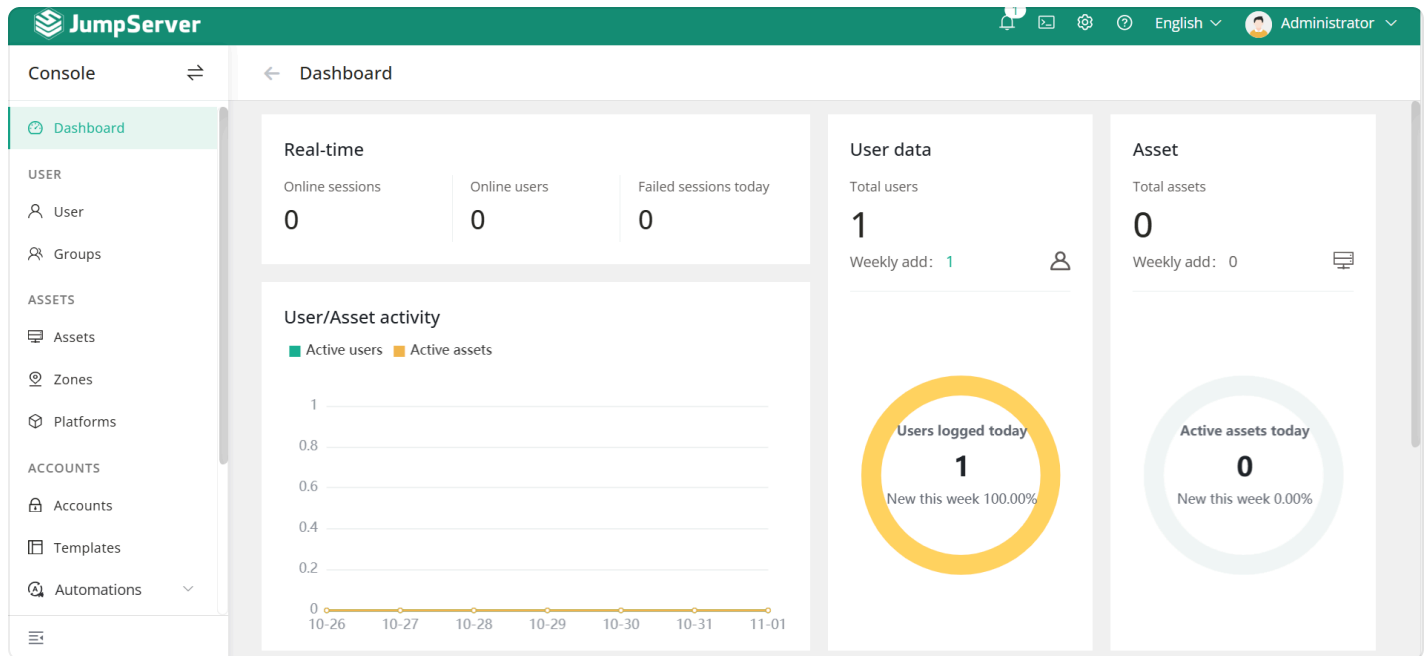 JumpServer
1
English
Administrator
Console
Dashboard
Dashboard
USER
User
Groups
ASSETS
Assets
Zones
Platforms
ACCOUNTS
Accounts
Templates
Automations
Real-time
Online sessions
0
Online users
0
Failed sessions today
0
User/Asset activity
Active users Active assets
1
0.8
0.6
0.4
0.2
0
10-26 10-27 10-28 10-29 10-30 10-31 11-01
User data
Total users
1
Weekly add: 1
Users logged today
1
New this week 100.00%
Asset
Total assets
0
Weekly add: 0
Active assets today
0
New this week 0.00%